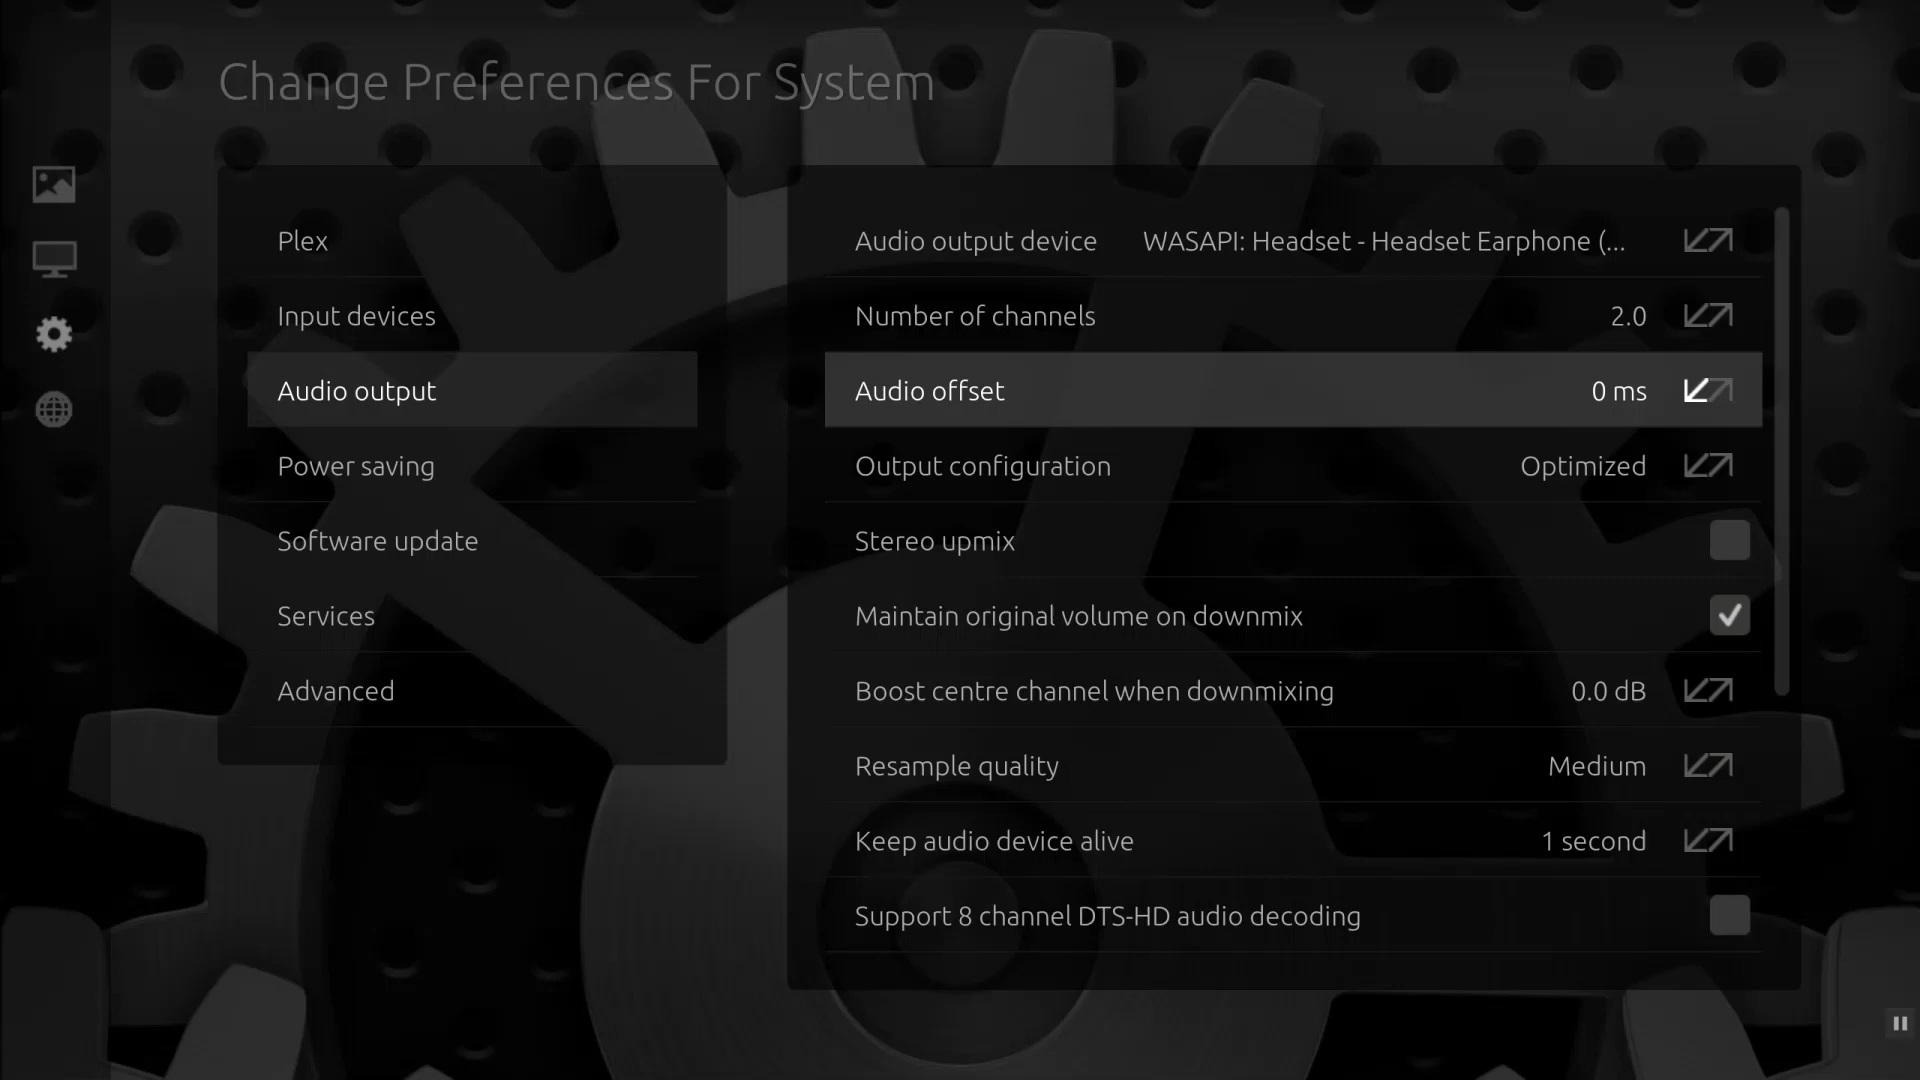 Change Preferences For System
Plex
Input devices
Audio output
Power saving
Software update
Services
Advanced
Audio output device WASAPI: Headset - Headset Earphone (...
Number of channels 2.0
Audio offset 0 ms
Output configuration Optimized
Stereo upmix
Maintain original volume on downmix
Boost centre channel when downmixing 0.0 dB
Resample quality Medium
Keep audio device alive 1 second
Support 8 channel DTS-HD audio decoding